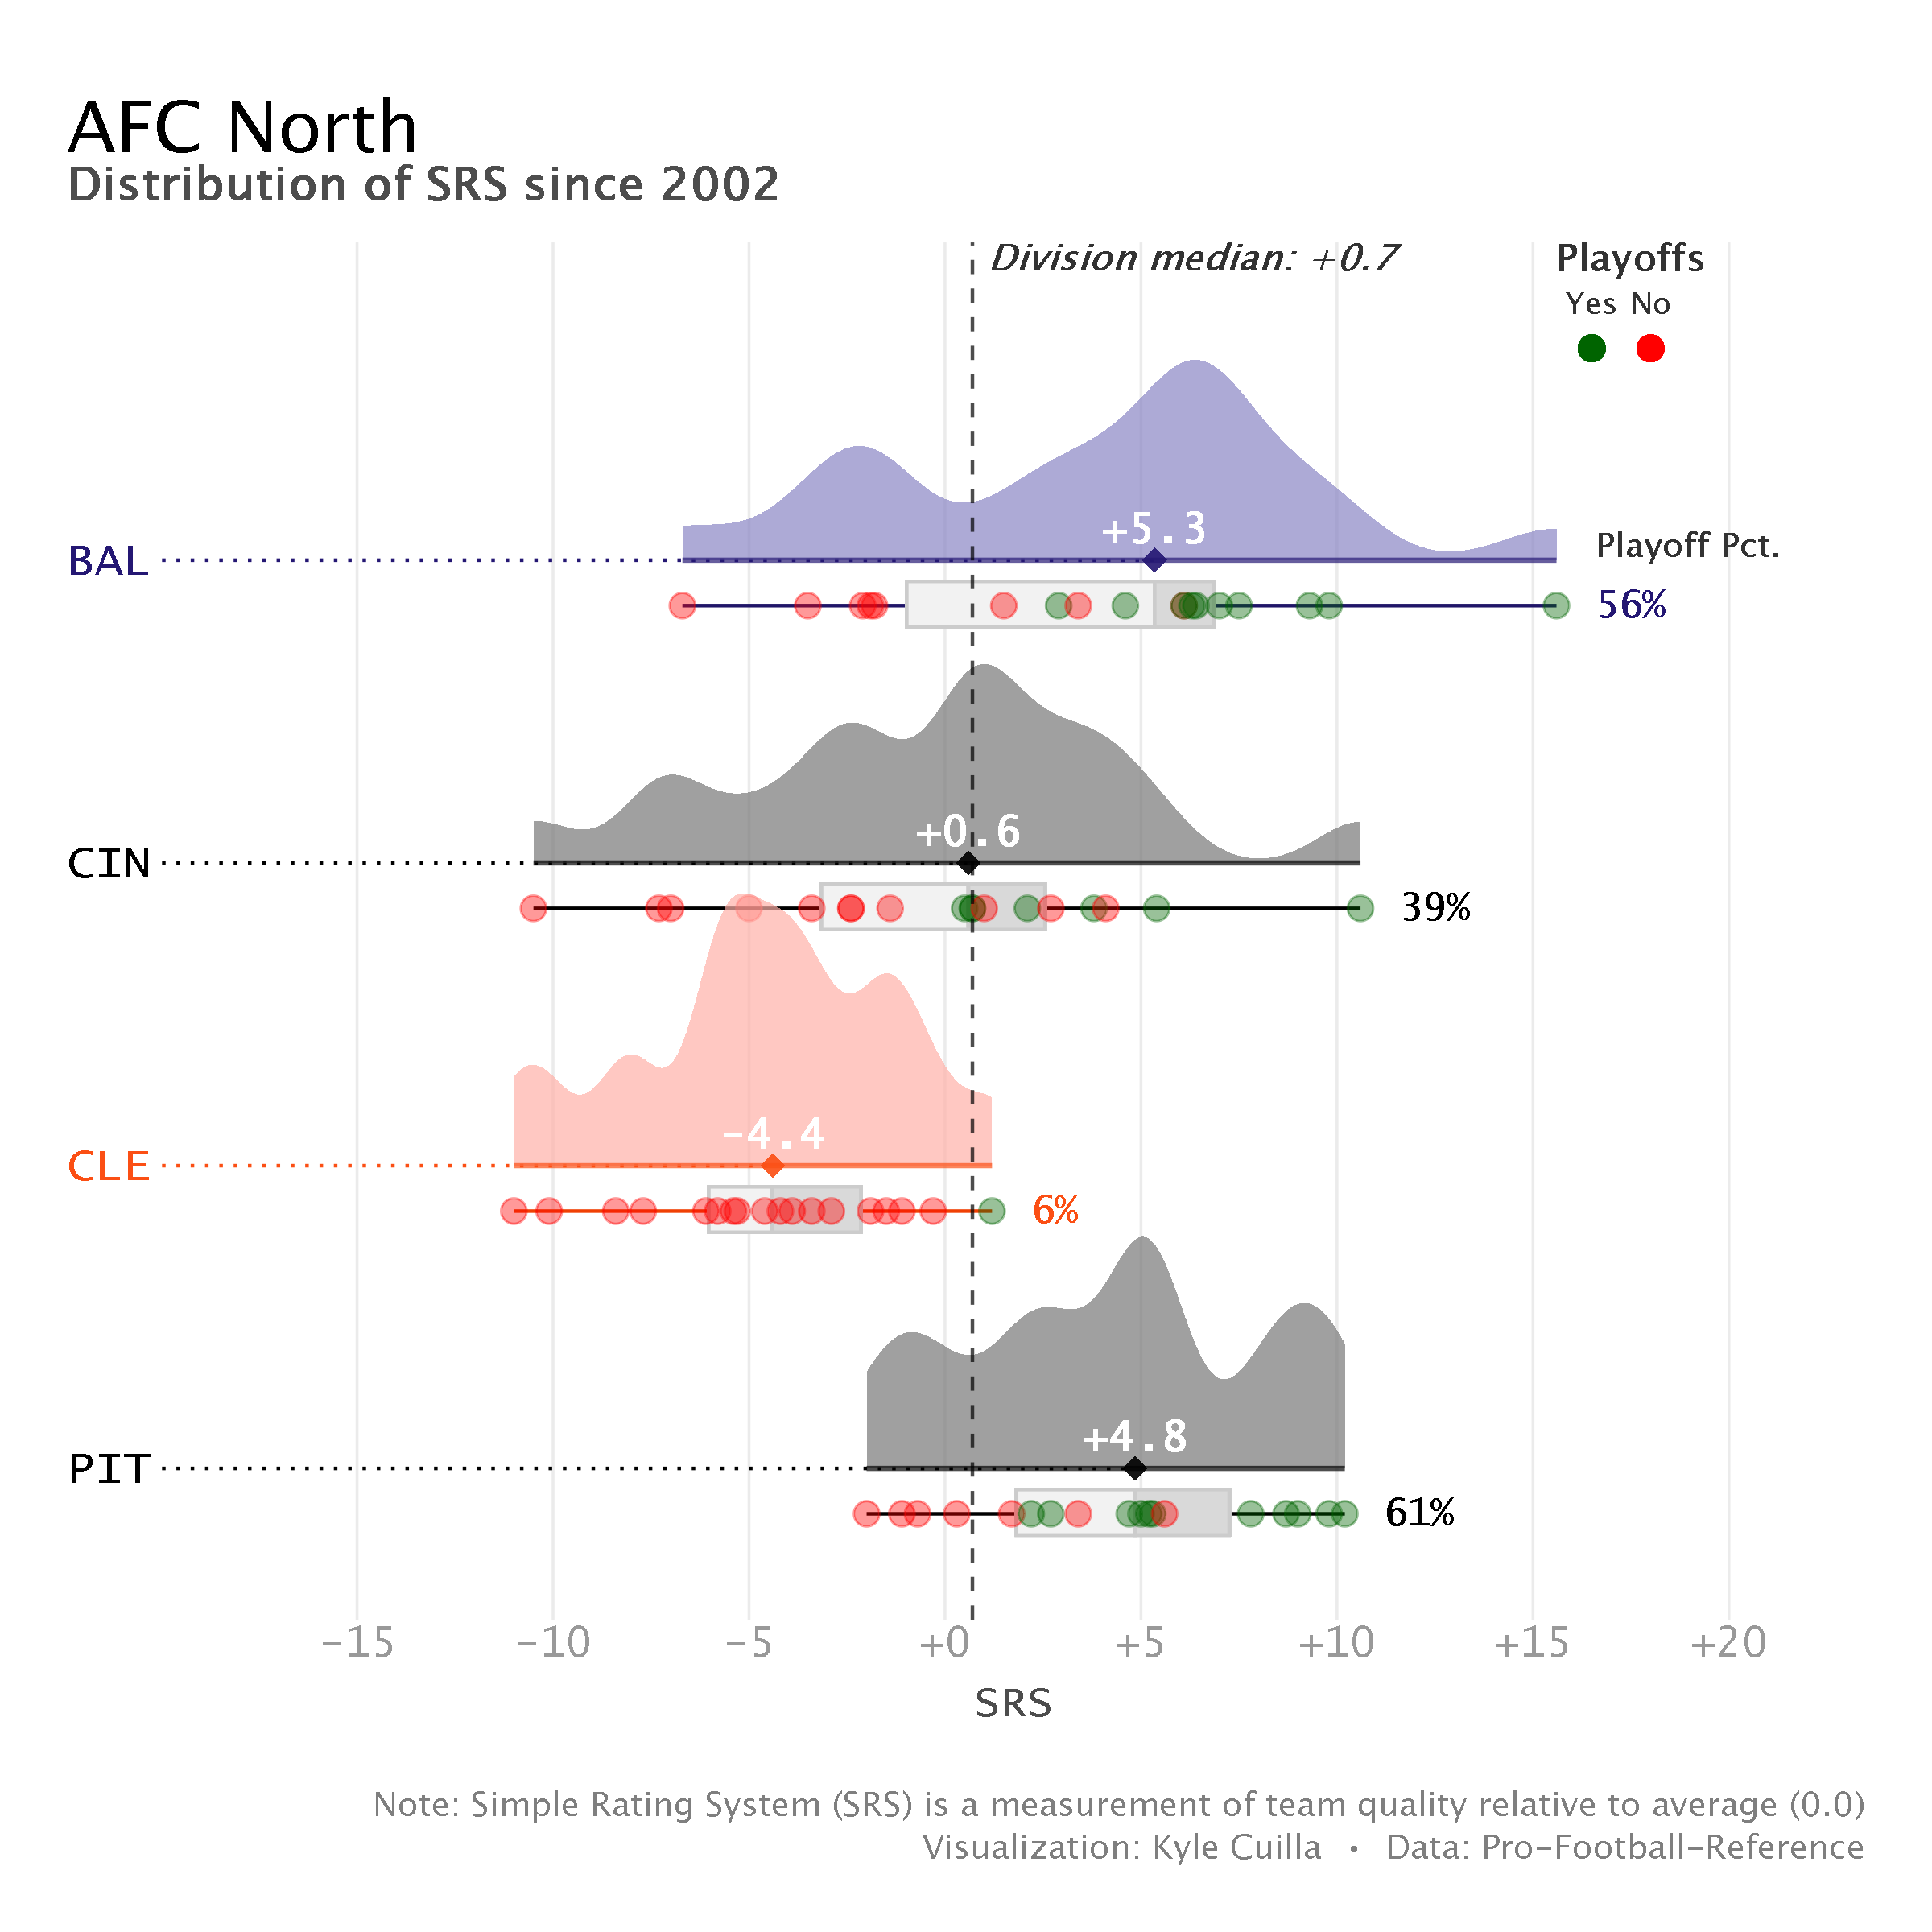 AFC North
Distribution of SRS since 2002
Division median: +0.7
Playoffs
Yes No
+5.3
BAL
Playoff Pct.
56%
+0.6
CIN
39%
-4.4
CLE
6%
+4.8
PIT
61%
-15 -10 -5 +0 +5 +10 +15 +20
SRS
Note: Simple Rating System (SRS) is a measurement of team quality relative to average (0.0)
Visualization: Kyle Cuilla • Data: Pro-Football-Reference